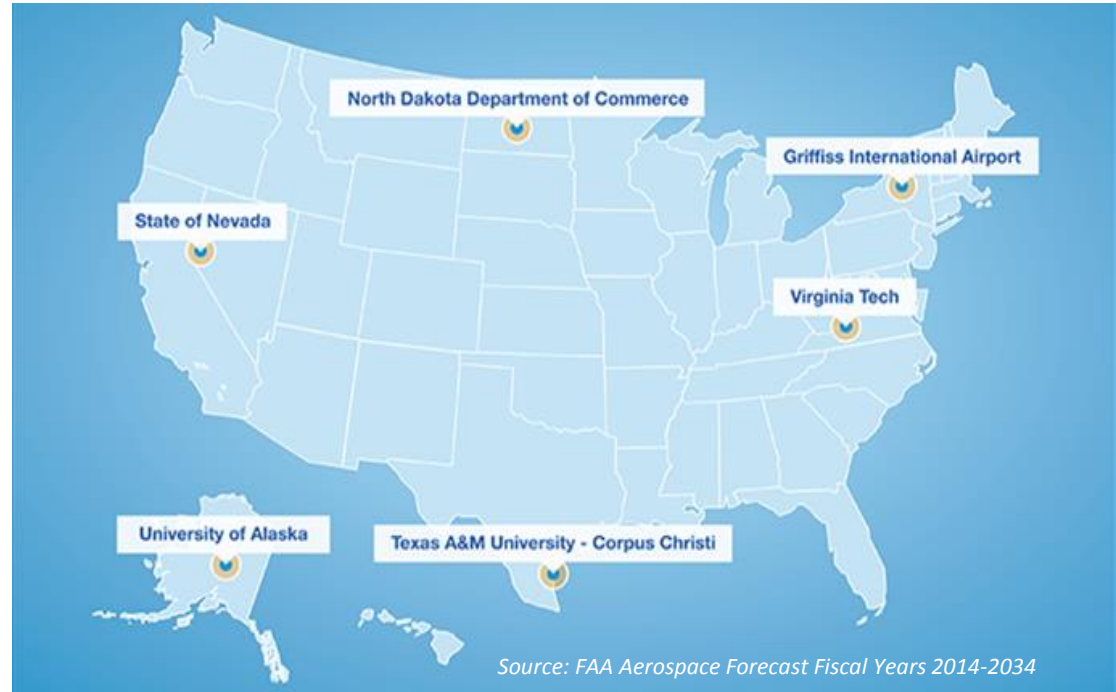 North Dakota Department of Commerce
Griffiss International Airport
State of Nevada
Virginia Tech
University of Alaska
Texas A&M University - Corpus Christi
Source: FAA Aerospace Forecast Fiscal Years 2014-2034